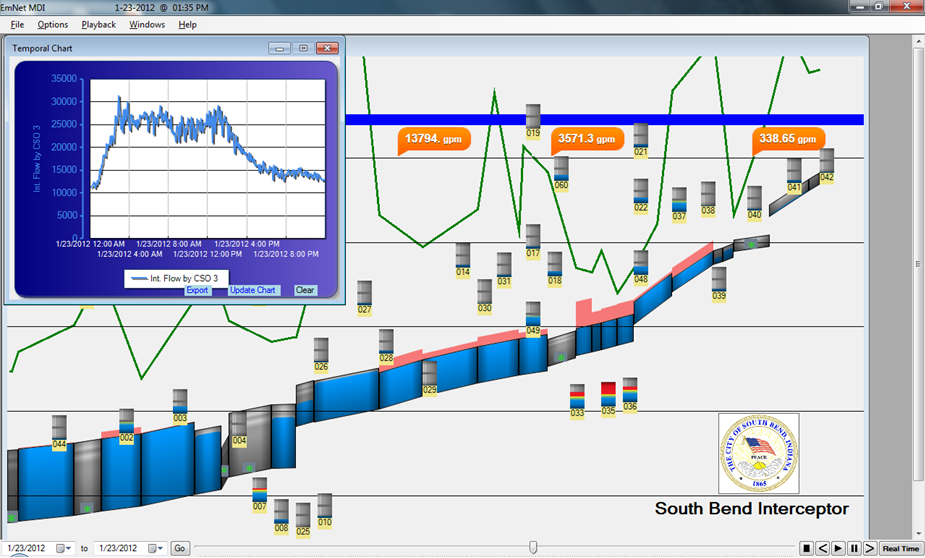 EmNet MDI 1-23-2012 @ 01:35 PM
File Options Playback Windows Help
Temporal Chart
35000
30000
25000
20000
15000
10000
5000
0
Int. Flow by CSO 3
1/23/2012 12:00 AM 1/23/2012 8:00 AM 1/23/2012 4:00 PM
1/23/2012 4:00 AM 1/23/2012 12:00 PM 1/23/2012 8:00 PM
Int. Flow by CSO 3
Export Update Chart Clear
13794. gpm
3571.3 gpm
338.65 gpm
019
021
060
042
041
022
037
038
040
017
014
031
018
048
030
039
027
049
026
028
029
033
035
036
003
002
044
004
007
008
025
010
THE CITY OF SOUTH BEND, INDIANA
PEACE
1865
South Bend Interceptor
1/23/2012 to 1/23/2012 Go
Real Time